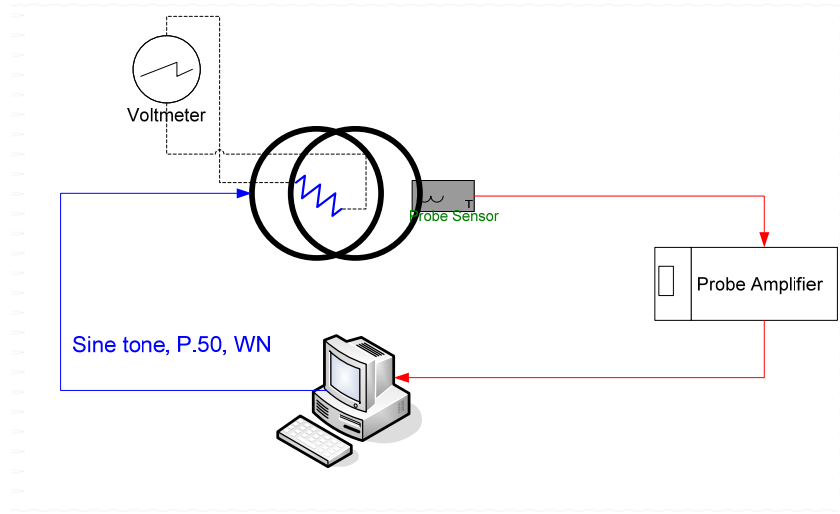 Voltmeter
T
Probe Sensor
Probe Amplifier
Sine tone, P.50, WN